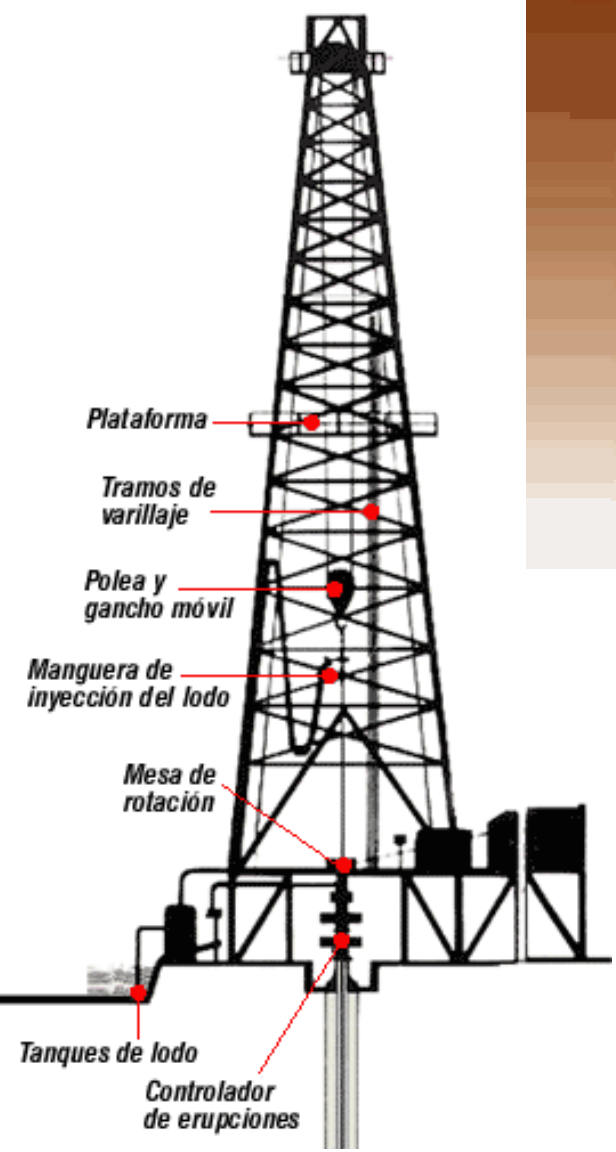 Plataforma
Tramos de
varillaje
Polea y
gancho móvil
Manguera de
inyección del lodo
Mesa de
rotación
Tanques de lodo
Controlador
de erupciones